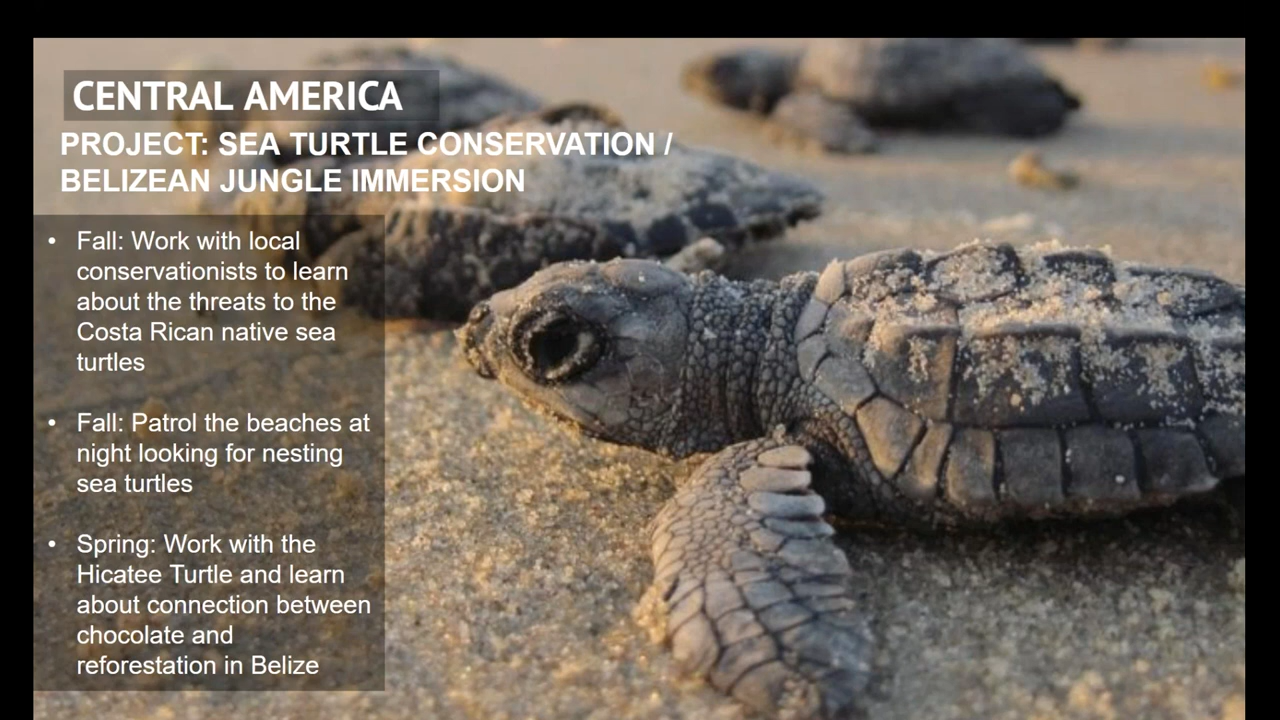 CENTRAL AMERICA
PROJECT: SEA TURTLE CONSERVATION /
BELIZEAN JUNGLE IMMERSION
• Fall: Work with local
conservationists to learn
about the threats to the
Costa Rican native sea
turtles
• Fall: Patrol the beaches at
night looking for nesting
sea turtles
• Spring: Work with the
Hicatee Turtle and learn
about connection between
chocolate and
reforestation in Belize